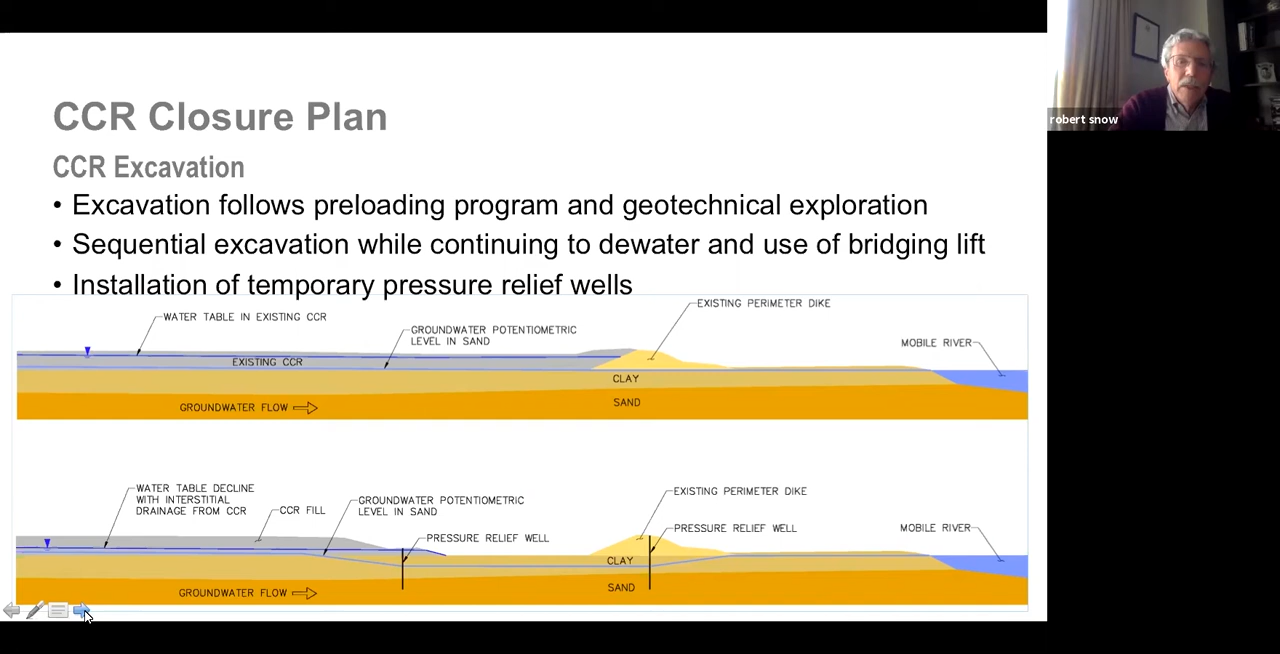 CCR Closure Plan
robert snow
CCR Excavation
• Excavation follows preloading program and geotechnical exploration
• Sequential excavation while continuing to dewater and use of bridging lift
• Installation of temporary pressure relief wells
EXISTING PERIMETER DIKE
WATER TABLE IN EXISTING CCR
GROUNDWATER POTENTIOMETRIC
LEVEL IN SAND
MOBILE RIVER
EXISTING CCR
CLAY
SAND
GROUNDWATER FLOW
WATER TABLE DECLINE
WITH INTERSTITIAL
DRAINAGE FROM CCR
CCR FILL
GROUNDWATER POTENTIOMETRIC
LEVEL IN SAND
EXISTING PERIMETER DIKE
PRESSURE RELIEF WELL
PRESSURE RELIEF WELL
MOBILE RIVER
CLAY
SAND
GROUNDWATER FLOW